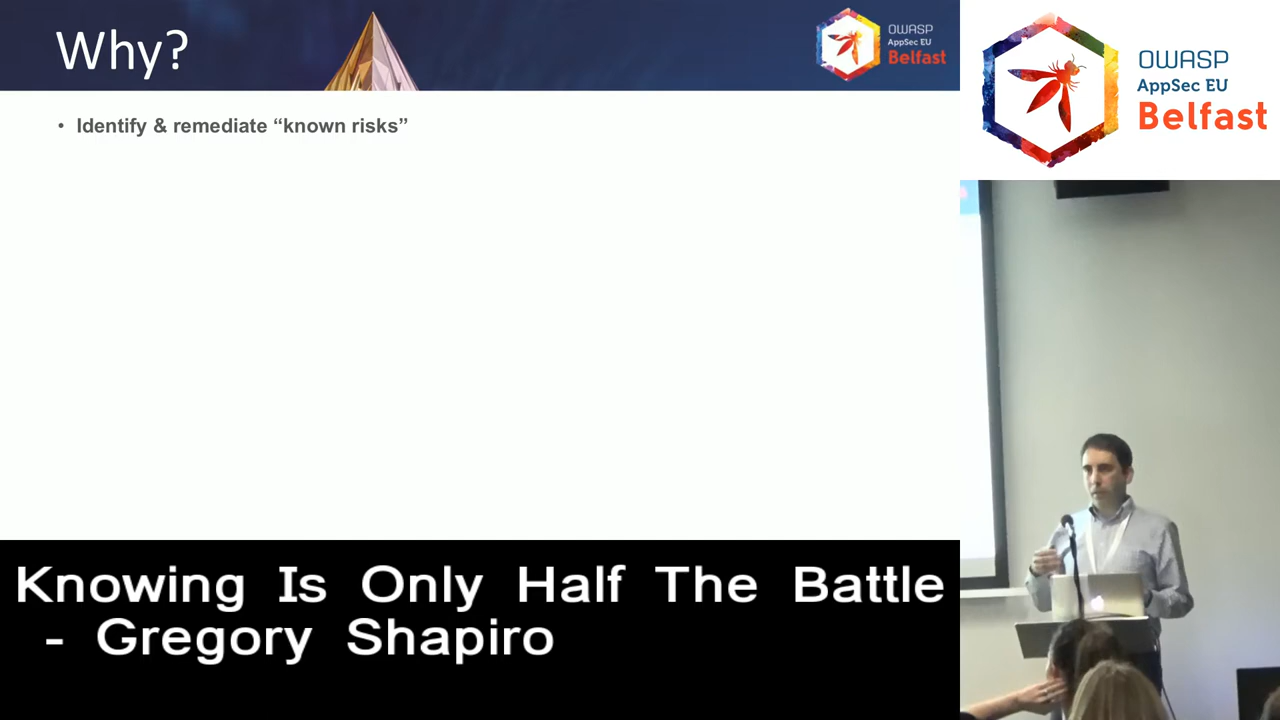 Why?
OWASP
AppSec EU
Belfast
• Identify & remediate “known risks”
OWASP
AppSec EU
Belfast
Knowing Is Only Half The Battle
- Gregory Shapiro